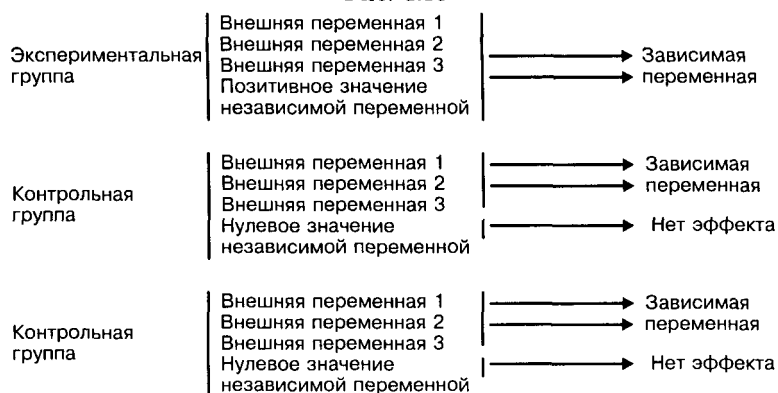 Экспериментальная группа
Внешняя переменная 1
Внешняя переменная 2
Внешняя переменная 3
Позитивное значение
независимой переменной
Зависимая
переменная
Контрольная
группа
Внешняя переменная 1
Внешняя переменная 2
Внешняя переменная 3
Нулевое значение
независимой переменной
Зависимая
переменная
Нет эффекта
Контрольная
группа
Внешняя переменная 1
Внешняя переменная 2
Внешняя переменная 3
Нулевое значение
независимой переменной
Зависимая
переменная
Нет эффекта